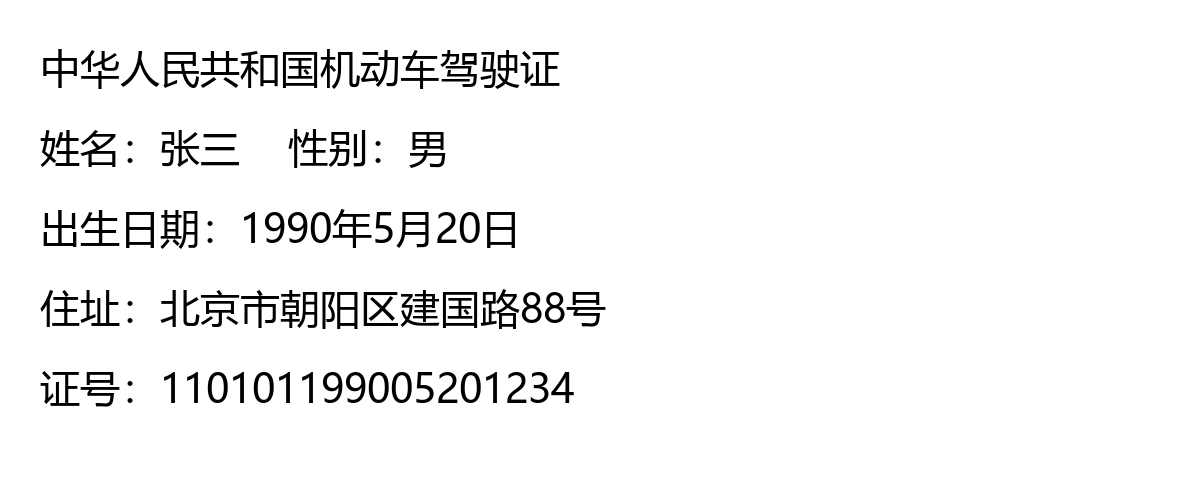 中华人民共和国机动车驾驶证
姓名：张三 性别：男
出生日期：1990年5月20日
住址：北京市朝阳区建国路88号
证号：110101199005201234